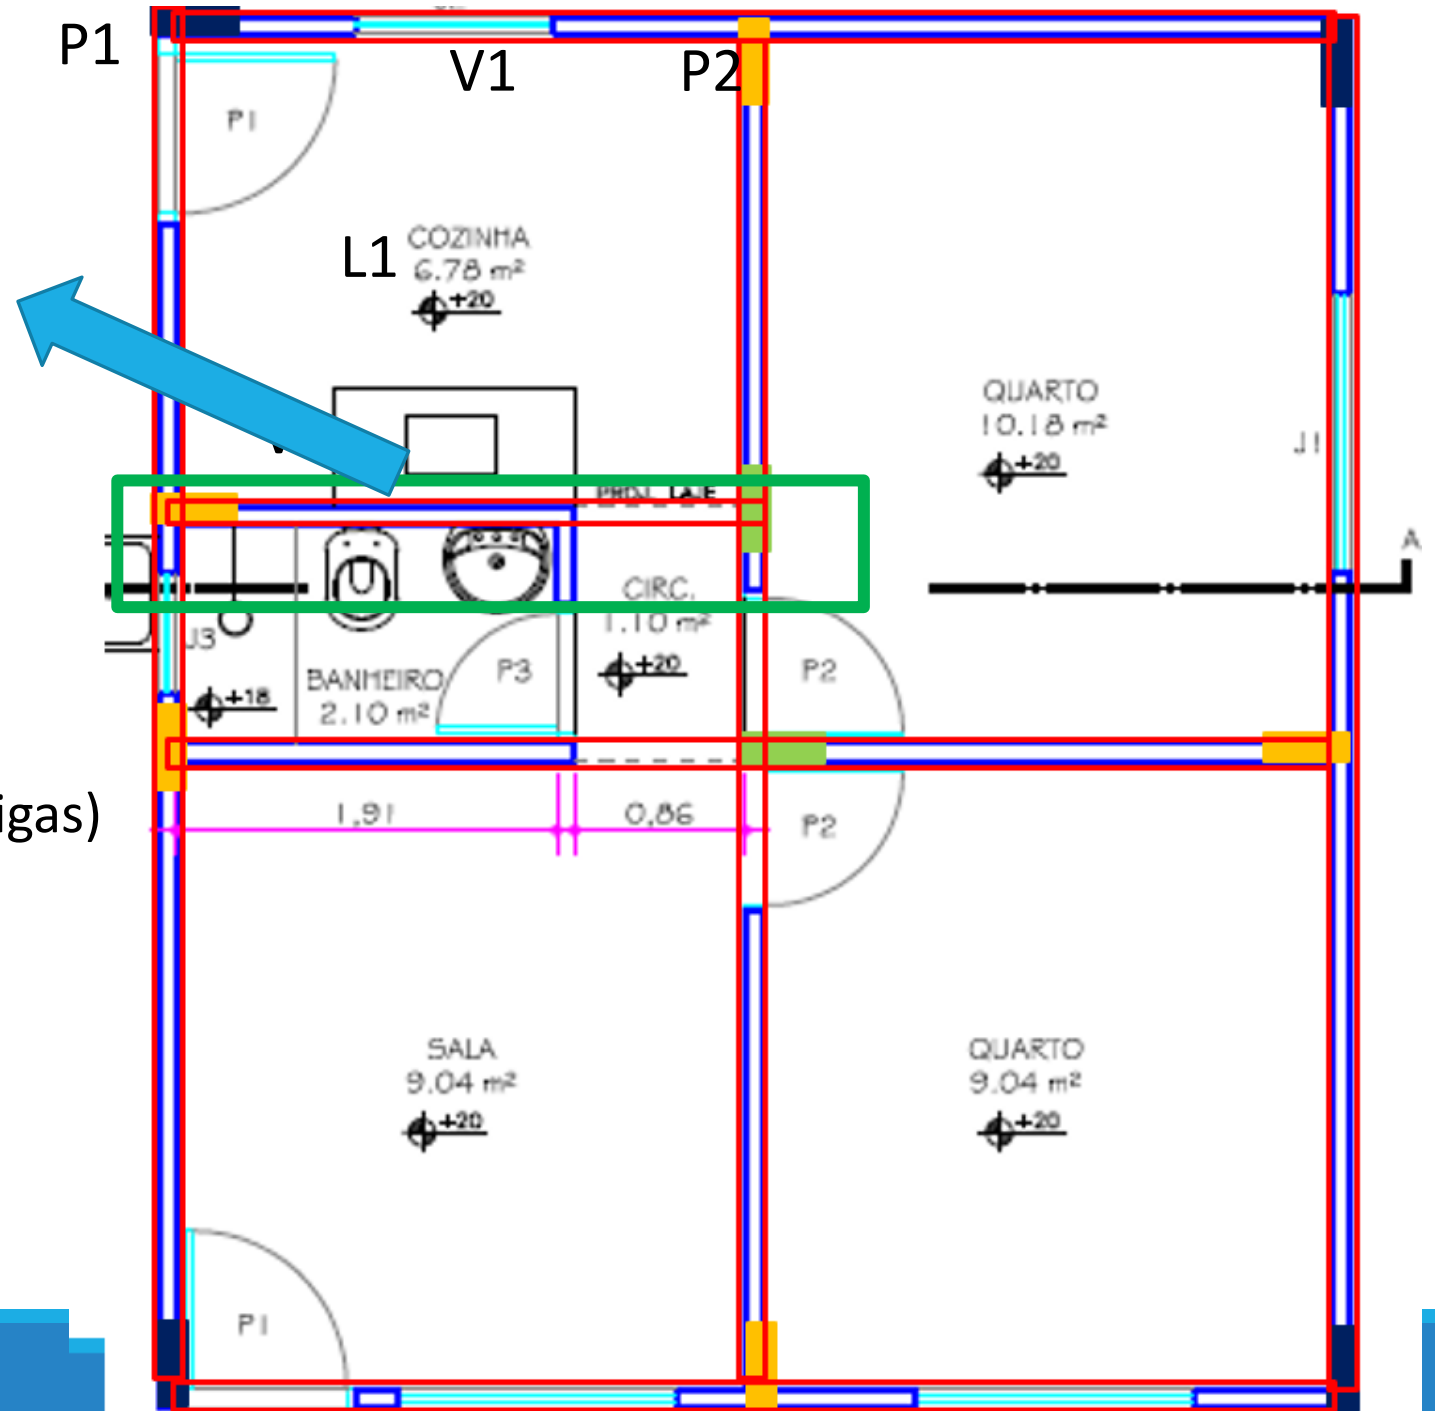 P1
V1
P2
P1
L1
COZINHA
6.78 m²
+20
QUARTO
10.18 m²
+20
J1
PROJ. LAJE
A
CIRC.
1.10 m²
+20
J3
BANHEIRO
2.10 m²
P3
P2
+18
igas)
1,91
0,86
P2
SALA
9.04 m²
+20
QUARTO
9.04 m²
+20
P1